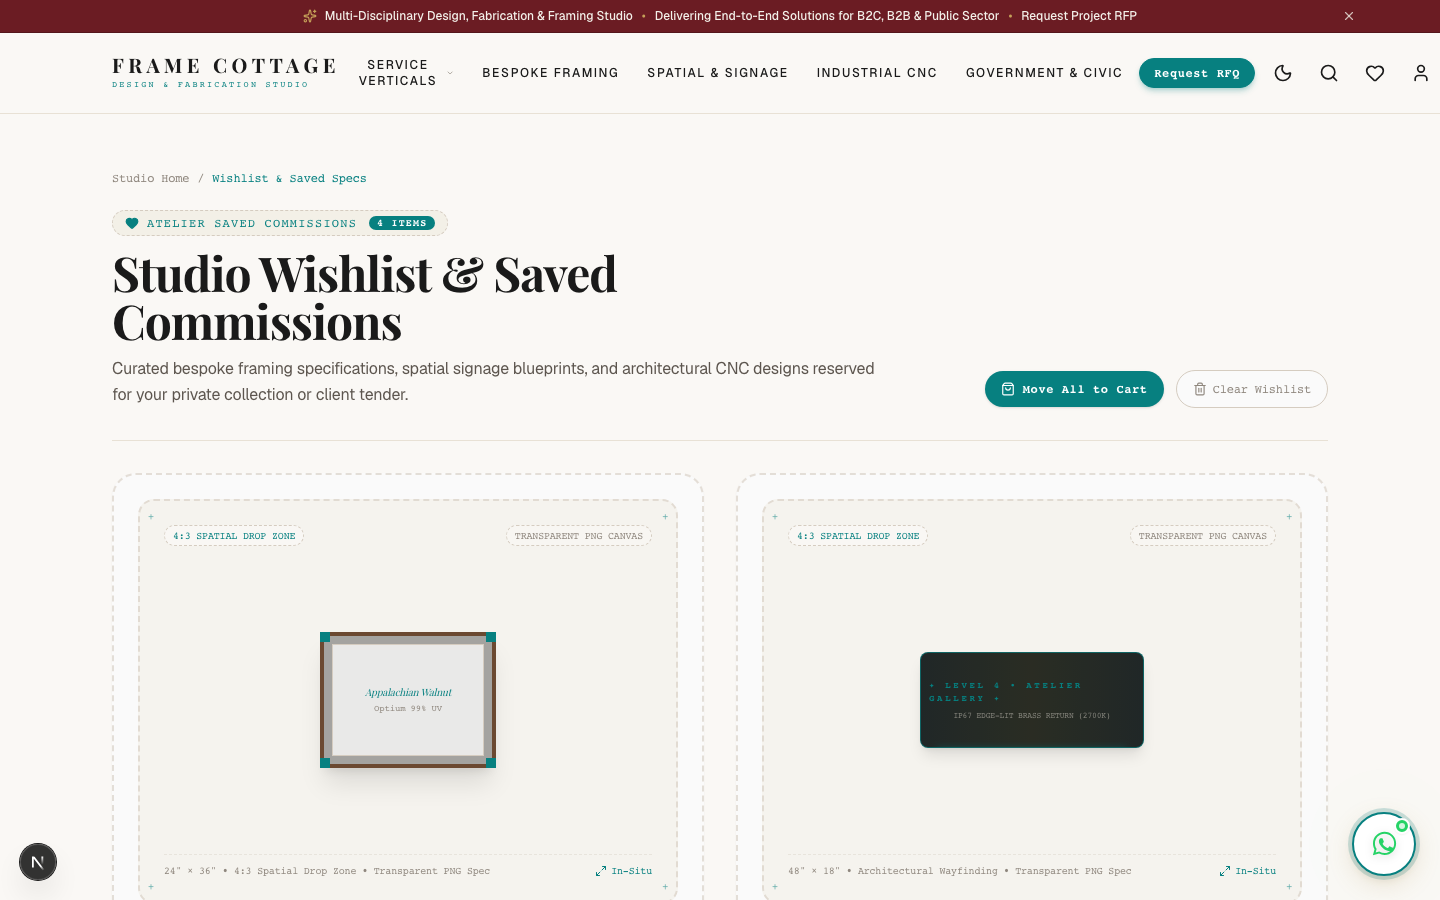 Multi-Disciplinary Design, Fabrication & Framing Studio • Delivering End-to-End Solutions for B2C, B2B & Public Sector • Request Project RFP
FRAME COTTAGE
DESIGN & FABRICATION STUDIO
SERVICE
VERTICALS
BESPOKE FRAMING
SPATIAL & SIGNAGE
INDUSTRIAL CNC
GOVERNMENT & CIVIC
Request RFQ
Studio Home / Wishlist & Saved Specs
ATELIER SAVED COMMISSIONS 4 ITEMS
Studio Wishlist & Saved
Commissions
Curated bespoke framing specifications, spatial signage blueprints, and architectural CNC designs reserved
for your private collection or client tender.
Move All to Cart
Clear Wishlist
4:3 SPATIAL DROP ZONE
TRANSPARENT PNG CANVAS
Appalachian Walnut
Optium 99% UV
24" × 36" • 4:3 Spatial Drop Zone • Transparent PNG Spec
In-Situ
4:3 SPATIAL DROP ZONE
TRANSPARENT PNG CANVAS
✦ LEVEL 4 • ATELIER
GALLERY ✦
IP67 EDGE-LIT BRASS RETURN (2700K)
48" × 18" • Architectural Wayfinding • Transparent PNG Spec
In-Situ
N